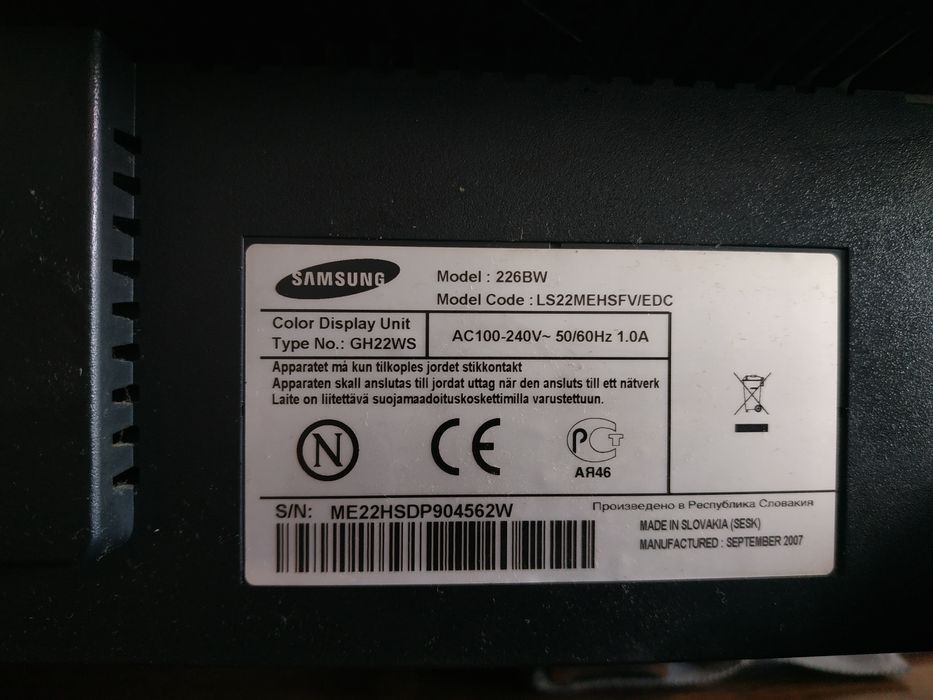 SAMSUNG
Model : 226BW
Model Code : LS22MEHSFV/EDC
Color Display Unit
Type No.: GH22WS
AC100-240V~ 50/60Hz 1.0A
Apparatet må kun tilkoples jordet stikkontakt
Apparaten skall anslutas till jordat uttag när den ansluts till ett nätverk
Laite on liitettävä suojamaadoituskoskettimilla varustettuun.
N
CE
РСТ
АЯ46
S/N: ME22HSDP904562W
Произведено в Республика Словакия
MADE IN SLOVAKIA (SESK)
MANUFACTURED : SEPTEMBER 2007